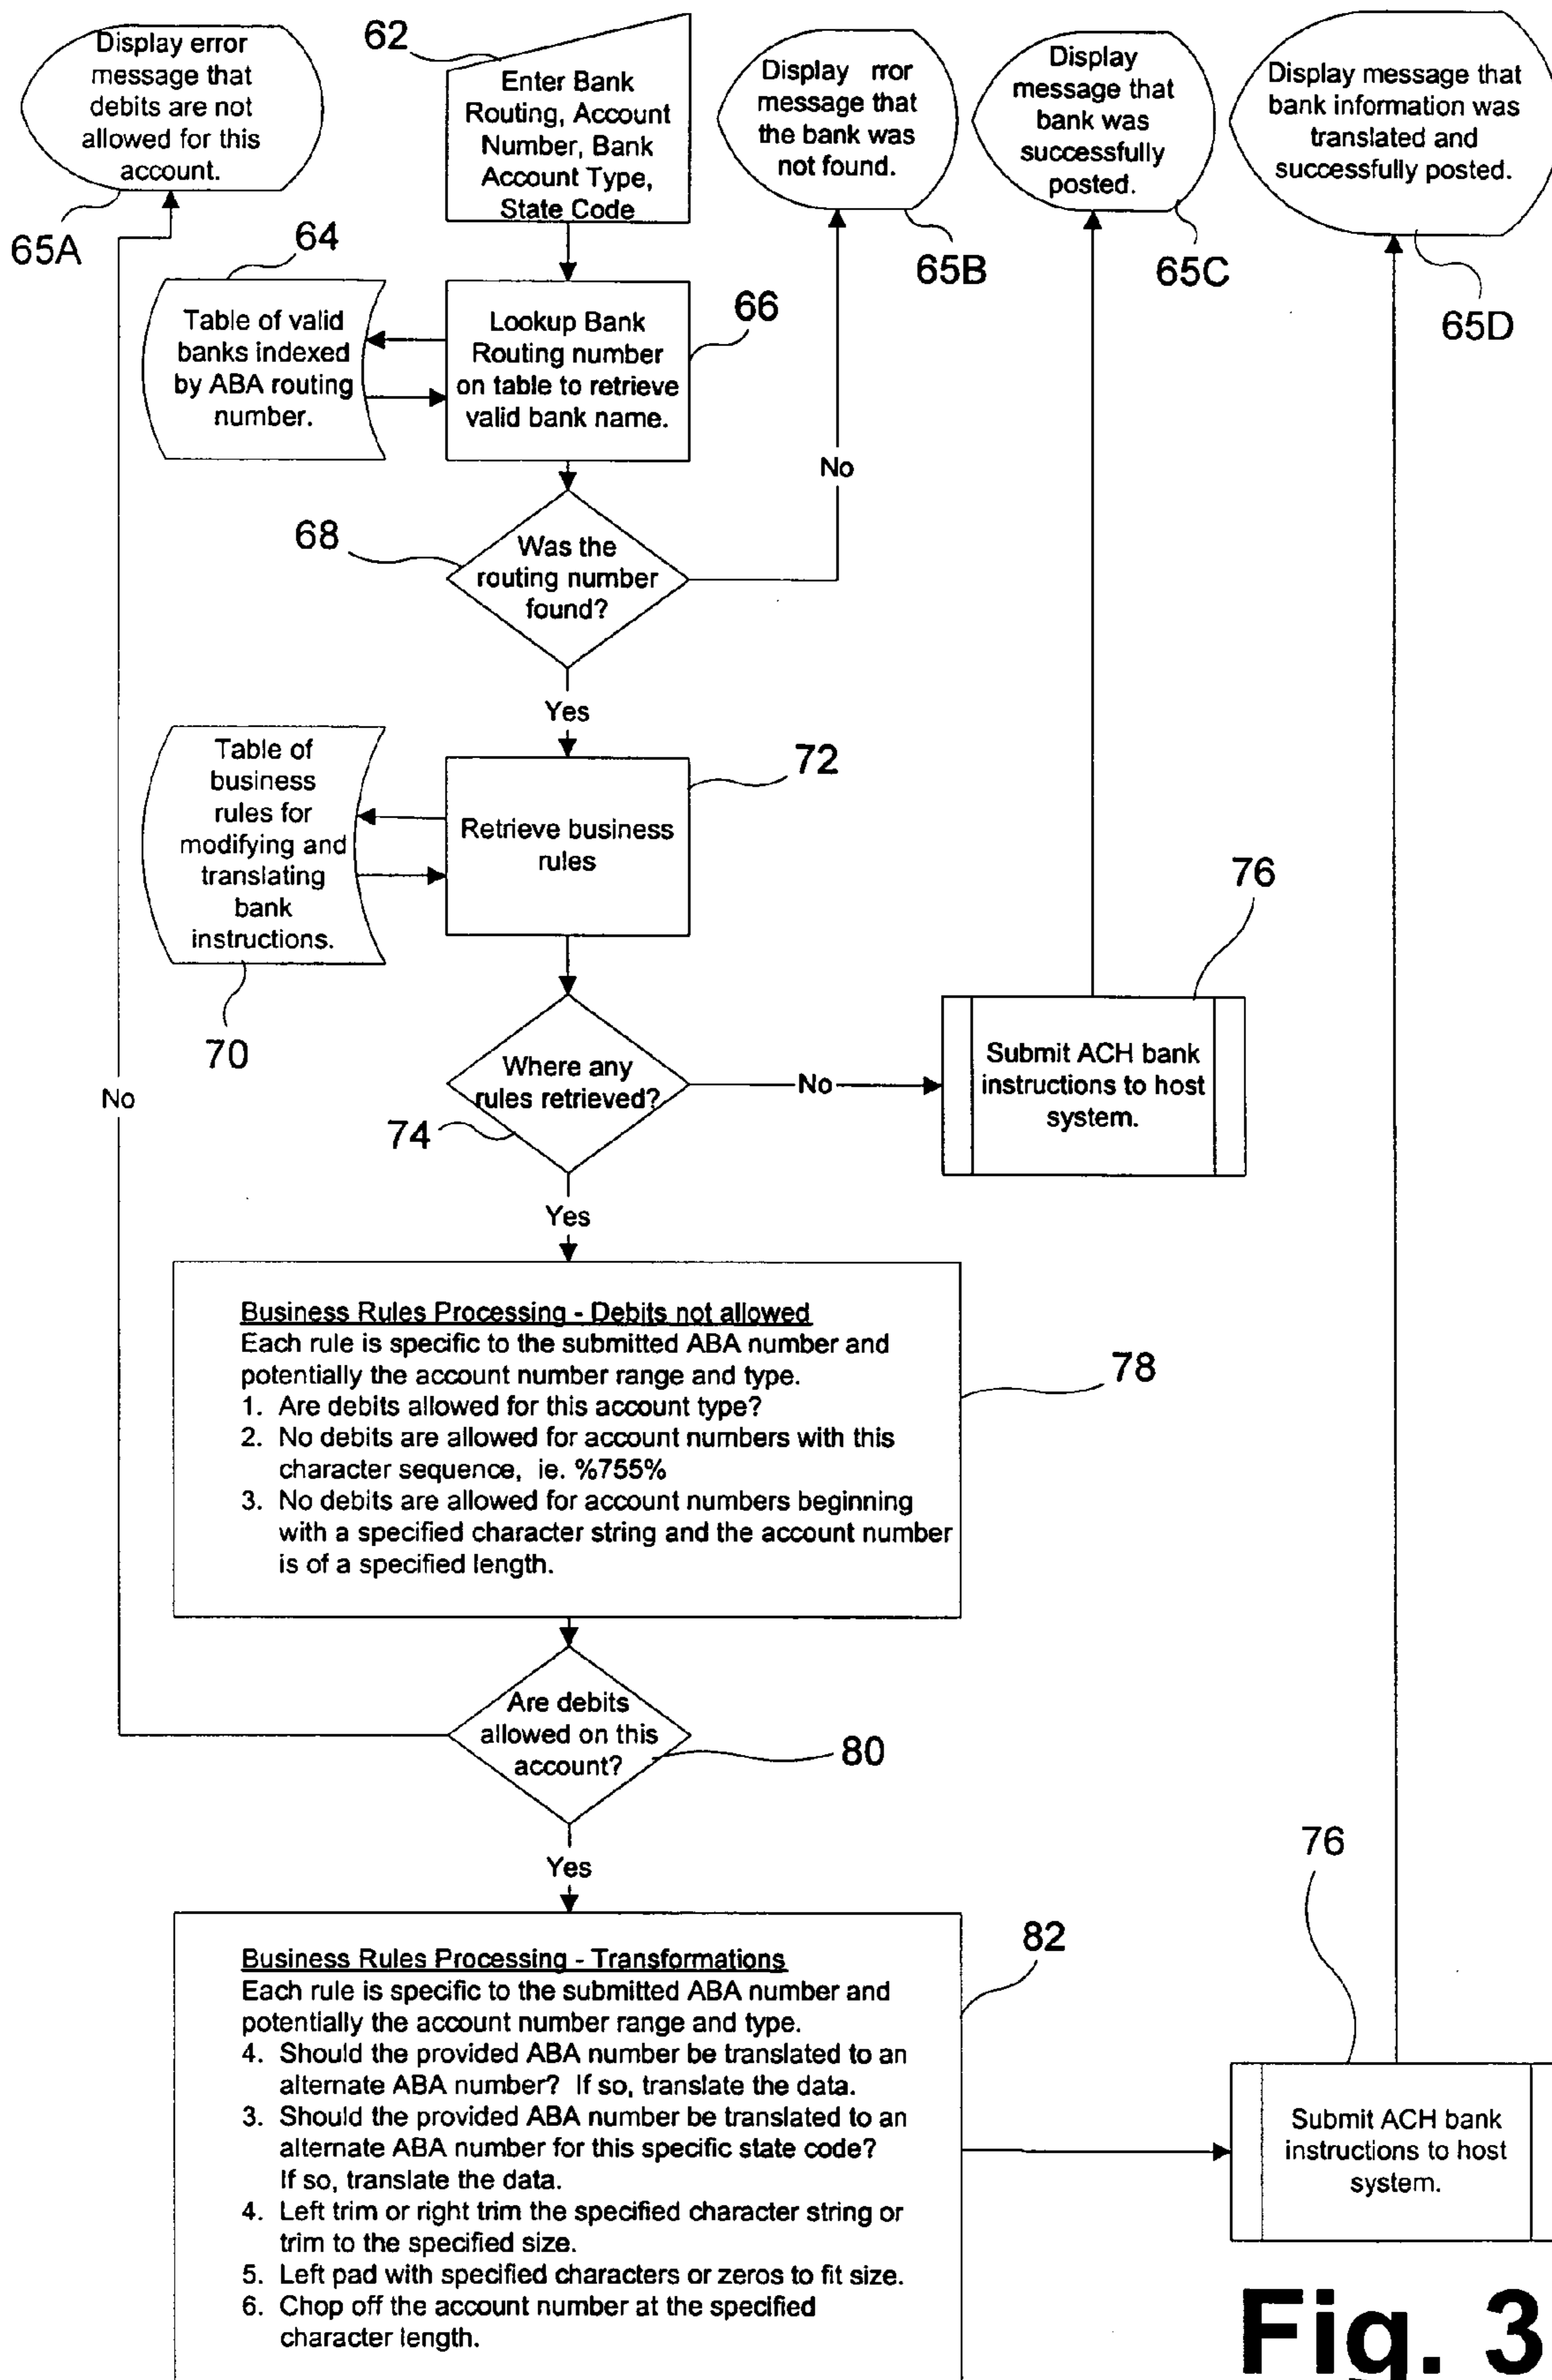 Display error
message that
debits are not
allowed for this
account.
65A
62
Enter Bank
Routing, Account
Number, Bank
Account Type,
State Code
Display rror
message that
the bank was
not found.
65B
Display
message that
bank was
successfully
posted.
65C
Display message that
bank information was
translated and
successfully posted.
65D
64
Table of valid
banks indexed
by ABA routing
number.
Lookup Bank
Routing number
on table to retrieve
valid bank name.
66
No
68
Was the
routing number
found?
Yes
Table of
business
rules for
modifying and
translating
bank
instructions.
70
Retrieve business
rules
72
76
Submit ACH bank
instructions to host
system.
Where any
rules retrieved?
74
No
No
Yes
Business Rules Processing - Debits not allowed
Each rule is specific to the submitted ABA number and
potentially the account number range and type.
1. Are debits allowed for this account type?
2. No debits are allowed for account numbers with this
character sequence, ie. %755%
3. No debits are allowed for account numbers beginning
with a specified character string and the account number
is of a specified length.
78
Are debits
allowed on this
account?
80
Yes
Business Rules Processing - Transformations
Each rule is specific to the submitted ABA number and
potentially the account number range and type.
4. Should the provided ABA number be translated to an
alternate ABA number? If so, translate the data.
3. Should the provided ABA number be translated to an
alternate ABA number for this specific state code?
If so, translate the data.
4. Left trim or right trim the specified character string or
trim to the specified size.
5. Left pad with specified characters or zeros to fit size.
6. Chop off the account number at the specified
character length.
82
76
Submit ACH bank
instructions to host
system.
Fig. 3